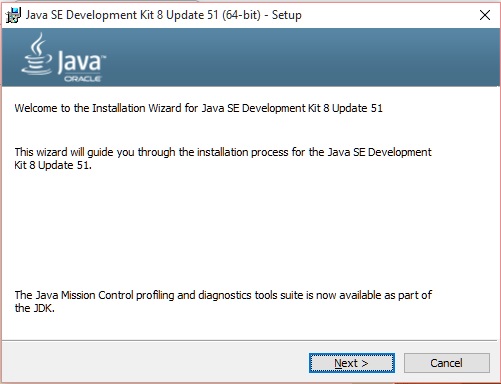 Java SE Development Kit 8 Update 51 (64-bit) - Setup
Java™
ORACLE
Welcome to the Installation Wizard for Java SE Development Kit 8 Update 51
This wizard will guide you through the installation process for the Java SE Development
Kit 8 Update 51.
The Java Mission Control profiling and diagnostics tools suite is now available as part of
the JDK.
Next >
Cancel